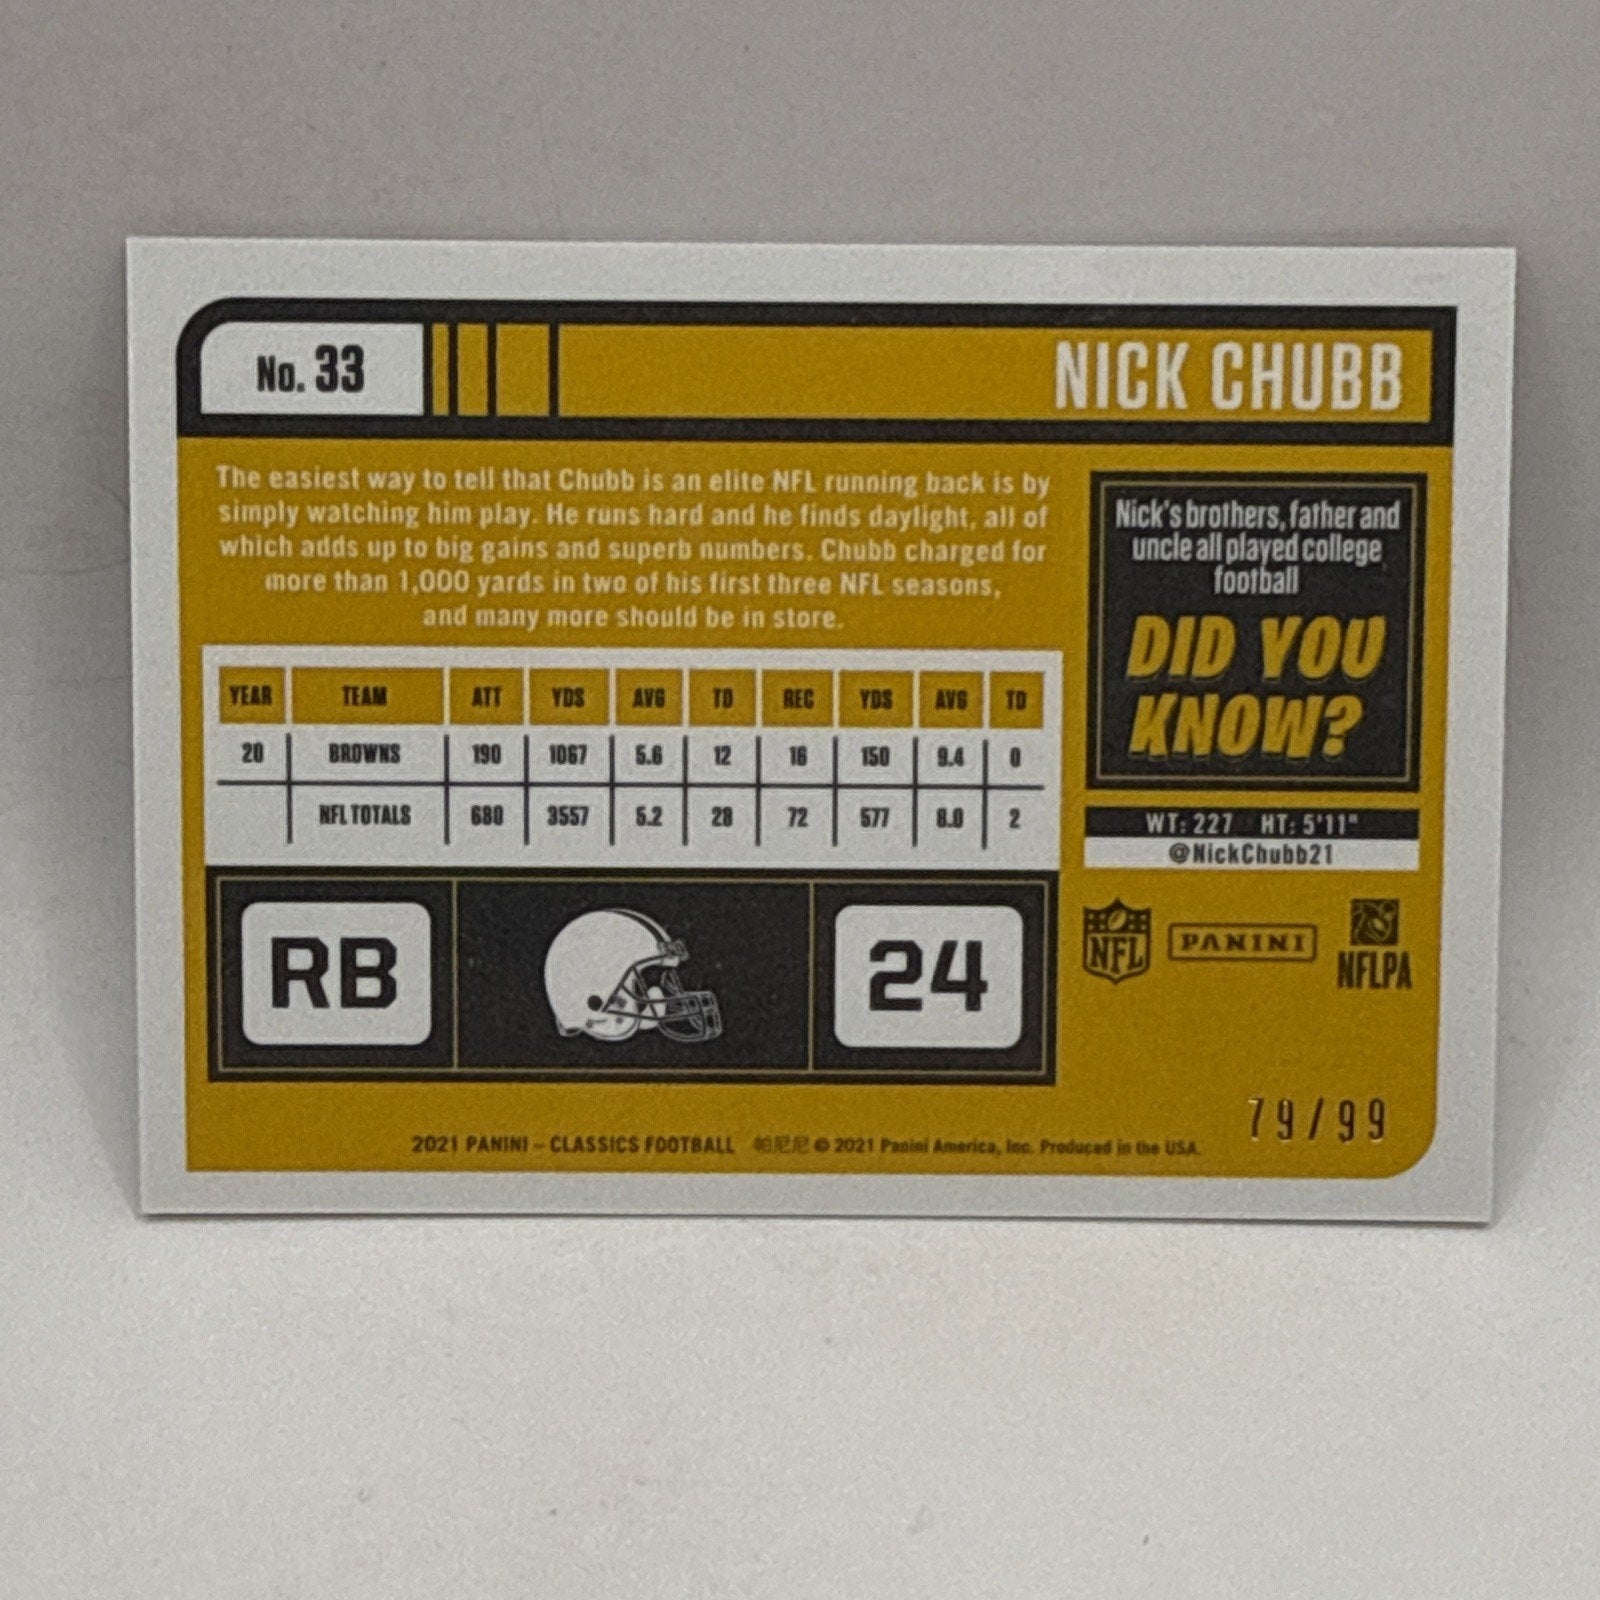 No. 33
NICK CHUBB
The easiest way to tell that Chubb is an elite NFL running back is by
simply watching him play. He runs hard and he finds daylight, all of
which adds up to big gains and superb numbers. Chubb charged for
more than 1,000 yards in two of his first three NFL seasons,
and many more should be in store.
YEAR TEAM ATT YDS AVG TD REC YDS AVG TD
20 BROWNS 190 1067 5.6 12 16 150 9.4 0
NFL TOTALS 680 3557 5.2 28 72 577 8.0 2
RB
24
Nick's brothers, father and
uncle all played college
football
DID YOU
KNOW?
WT: 227 HT: 5'11"
@NickChubb21
NFL PANINI NFLPA
79/99
2021 PANINI – CLASSICS FOOTBALL 帕尼尼 © 2021 Panini America, Inc. Produced in the USA.